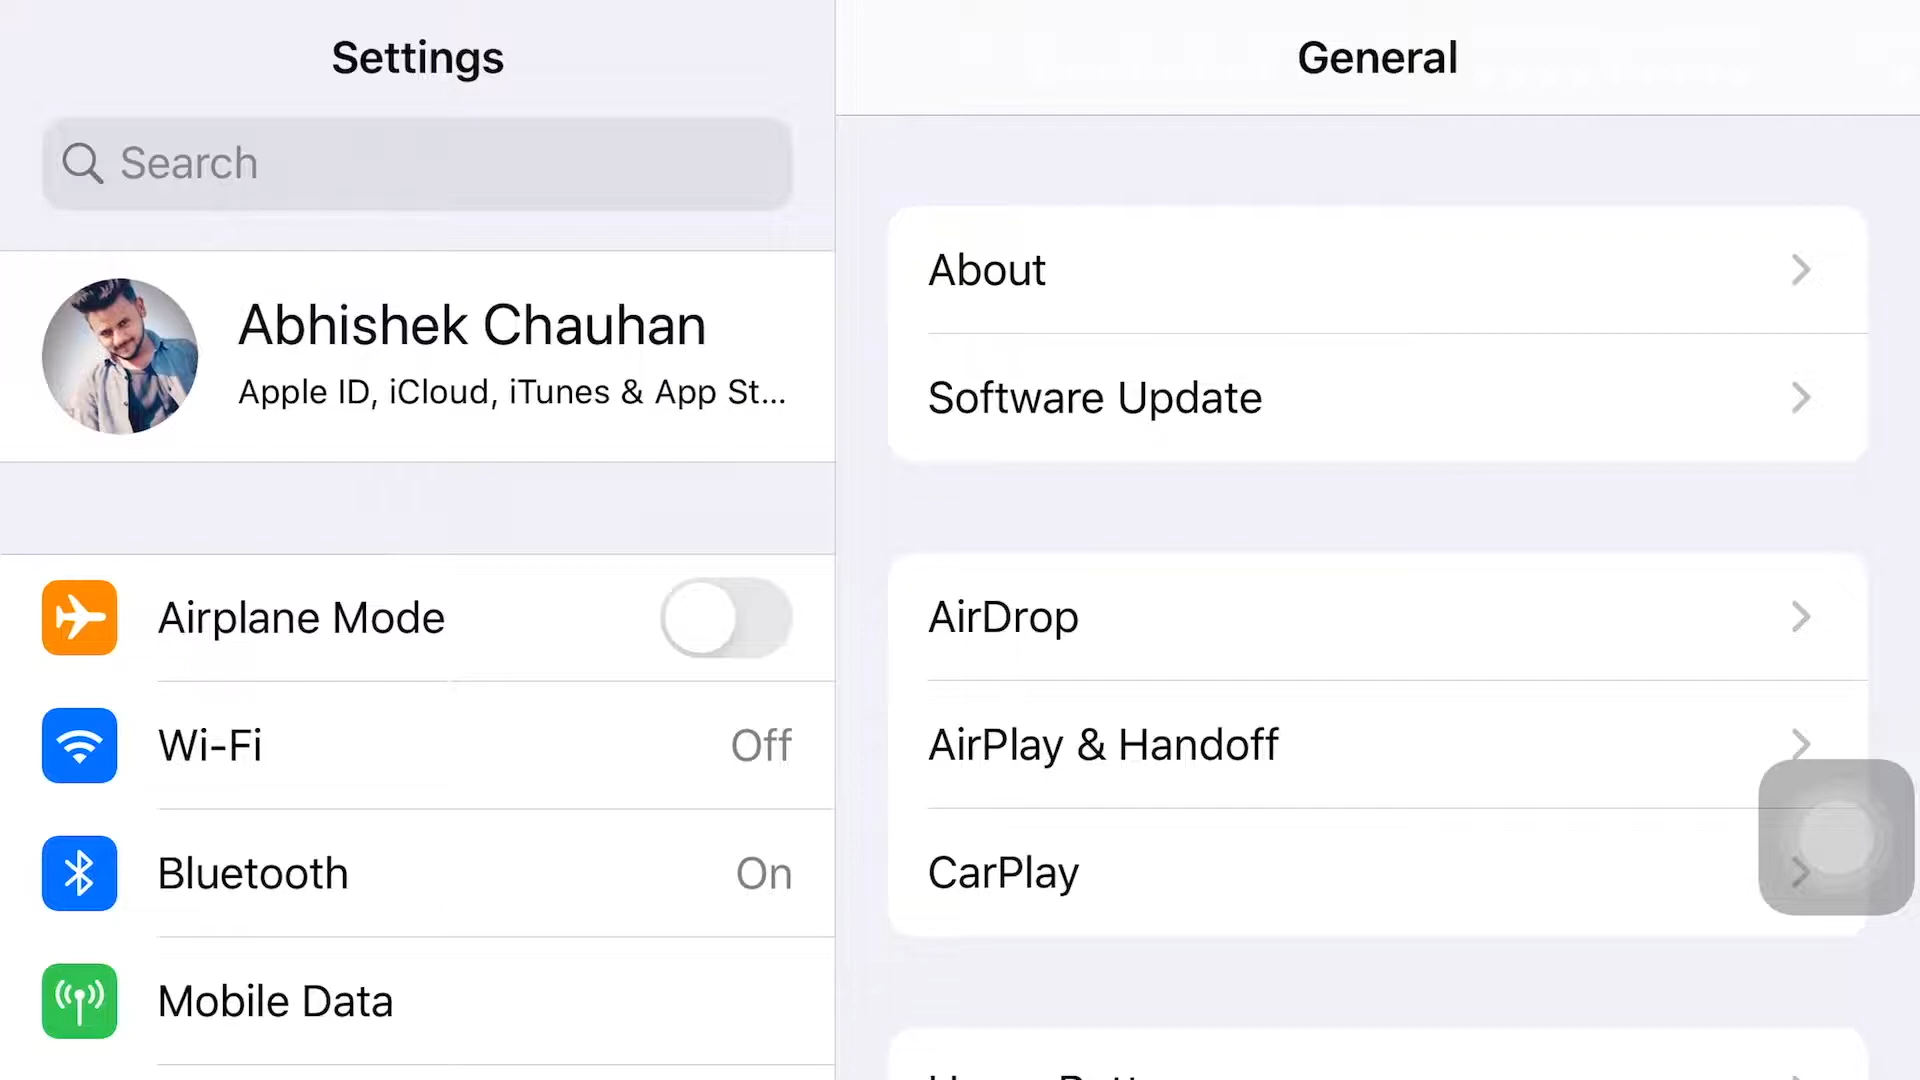 Settings
Search
Abhishek Chauhan
Apple ID, iCloud, iTunes & App St...
Airplane Mode
Wi-Fi Off
Bluetooth On
Mobile Data
General
About
Software Update
AirDrop
AirPlay & Handoff
CarPlay